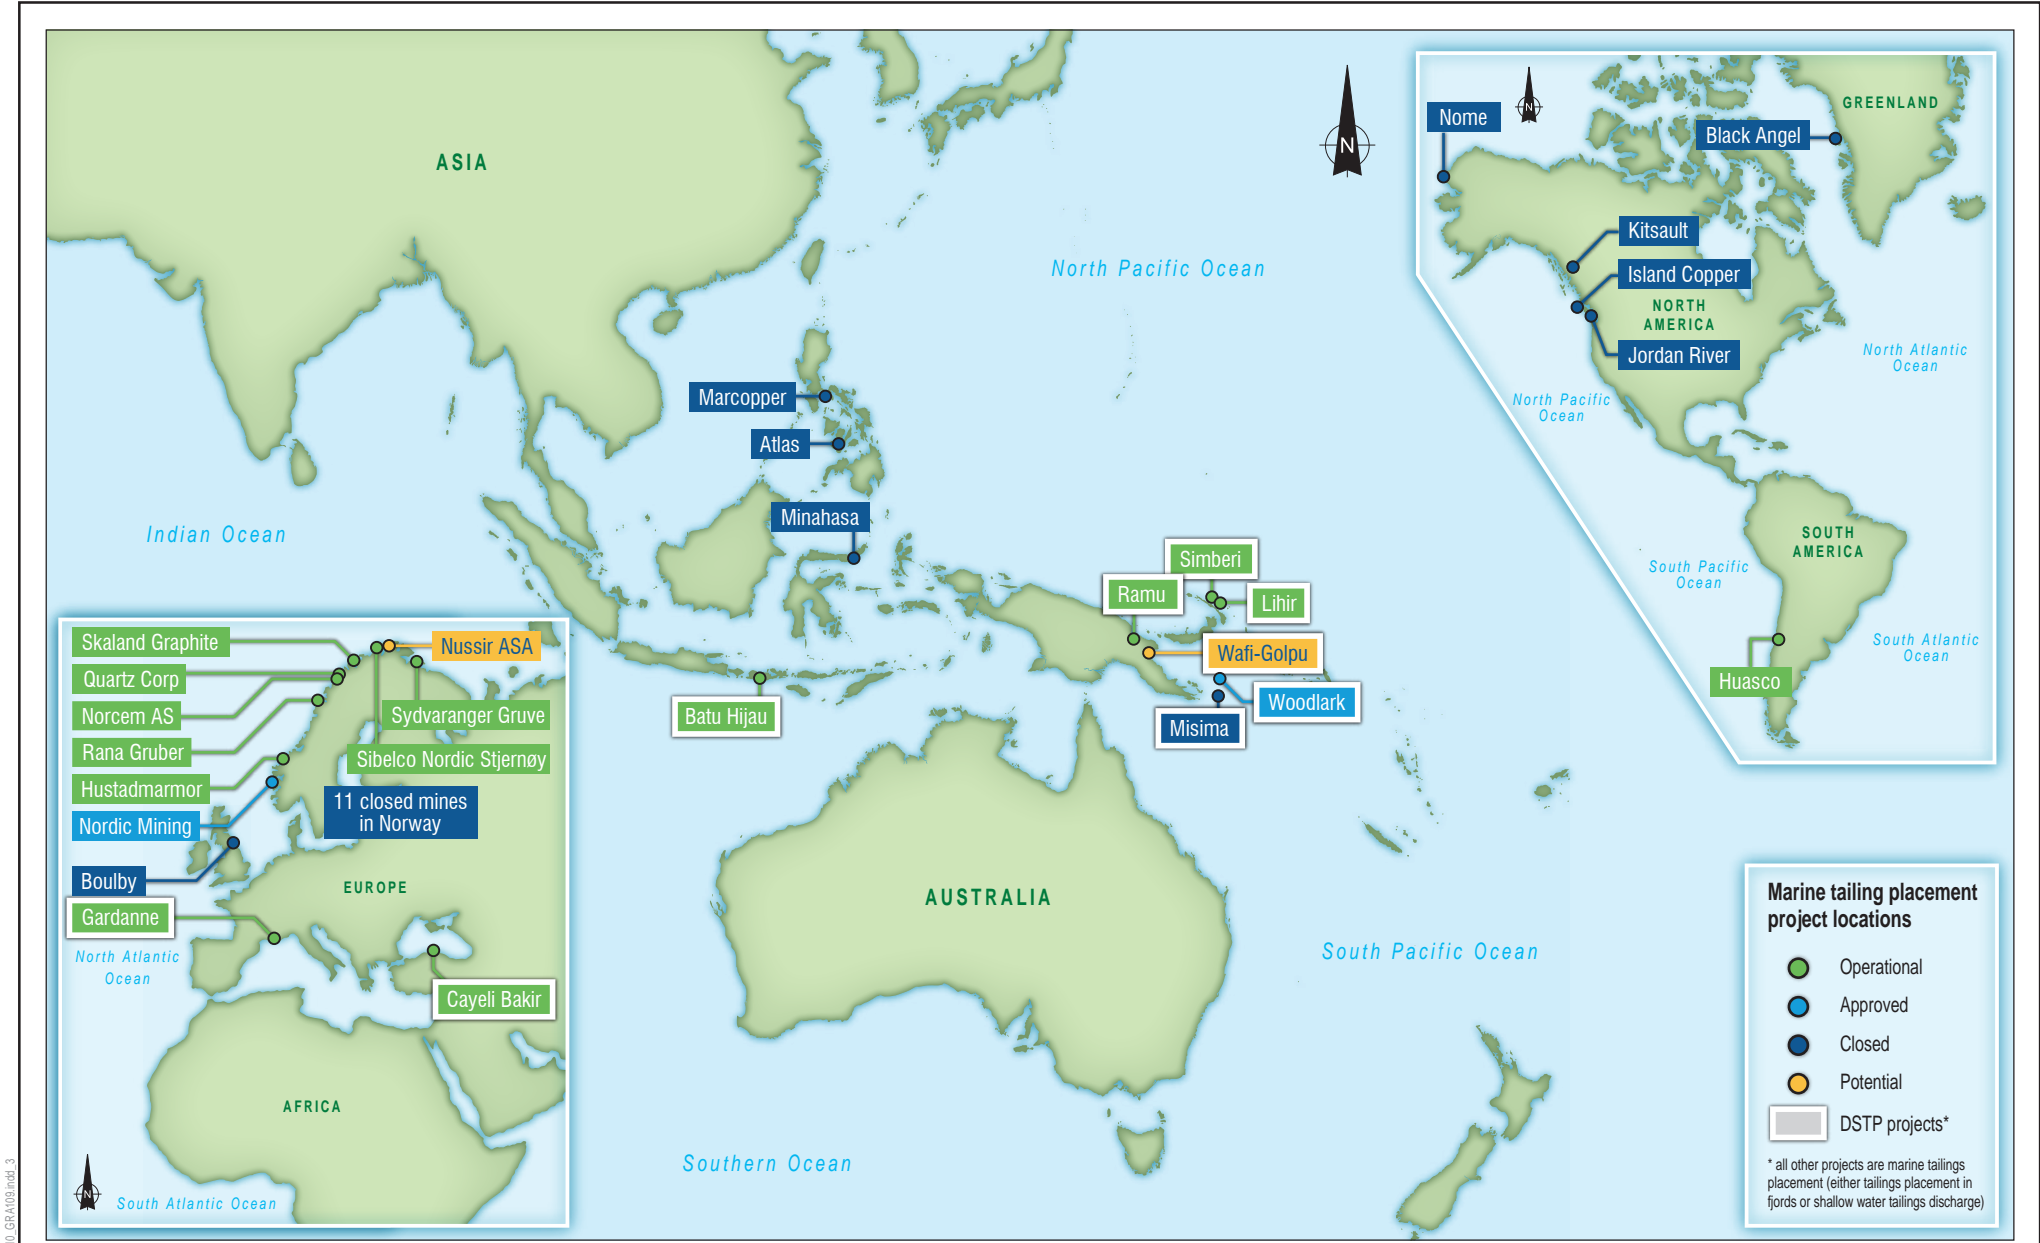 ASIA
N
North Pacific Ocean
Indian Ocean
Marcopper
Atlas
Minahasa
Simberi
Ramu
Lihir
Wafi-Golpu
Woodlark
Misima
Batu Hijau
AUSTRALIA
South Pacific Ocean
Southern Ocean
Nome
N
Black Angel
GREENLAND
Kitsault
Island Copper
NORTH
AMERICA
Jordan River
North Atlantic
Ocean
North Pacific
Ocean
SOUTH
AMERICA
South Pacific
Ocean
South Atlantic
Ocean
Huasco
Skaland Graphite
Nussir ASA
Quartz Corp
Norcem AS
Sydvaranger Gruve
Rana Gruber
Sibelco Nordic Stjernøy
Hustadmarmor
11 closed mines
in Norway
Nordic Mining
Boulby
EUROPE
Gardanne
North Atlantic
Ocean
Cayeli Bakir
AFRICA
N
South Atlantic Ocean
Marine tailing placement
project locations
Operational
Approved
Closed
Potential
DSTP projects*
* all other projects are marine tailings
placement (either tailings placement in
fjords or shallow water tailings discharge)